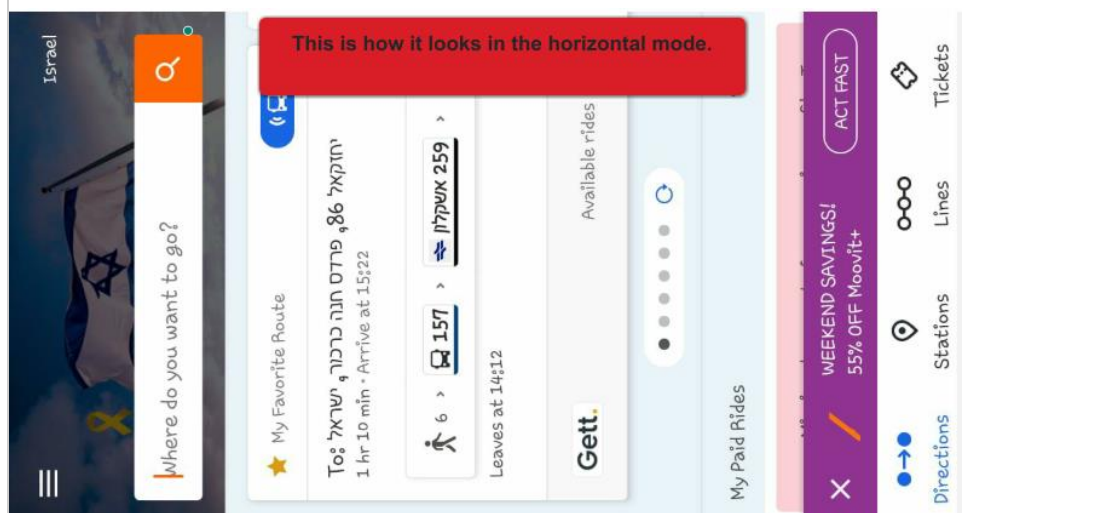 This is how it looks in the horizontal mode.
Israel
Where do you want to go?
My Favorite Route
To: יחזקאל 86, פרדס חנה כרכור, ישראל
1 hr 10 min • Arrive at 15:22
6 > 157 > 259 אשקלון >
Leaves at 14:12
Gett. Available rides
My Paid Rides
WEEKEND SAVINGS!
55% OFF Moovit+
ACT FAST
Directions
Stations
Lines
Tickets